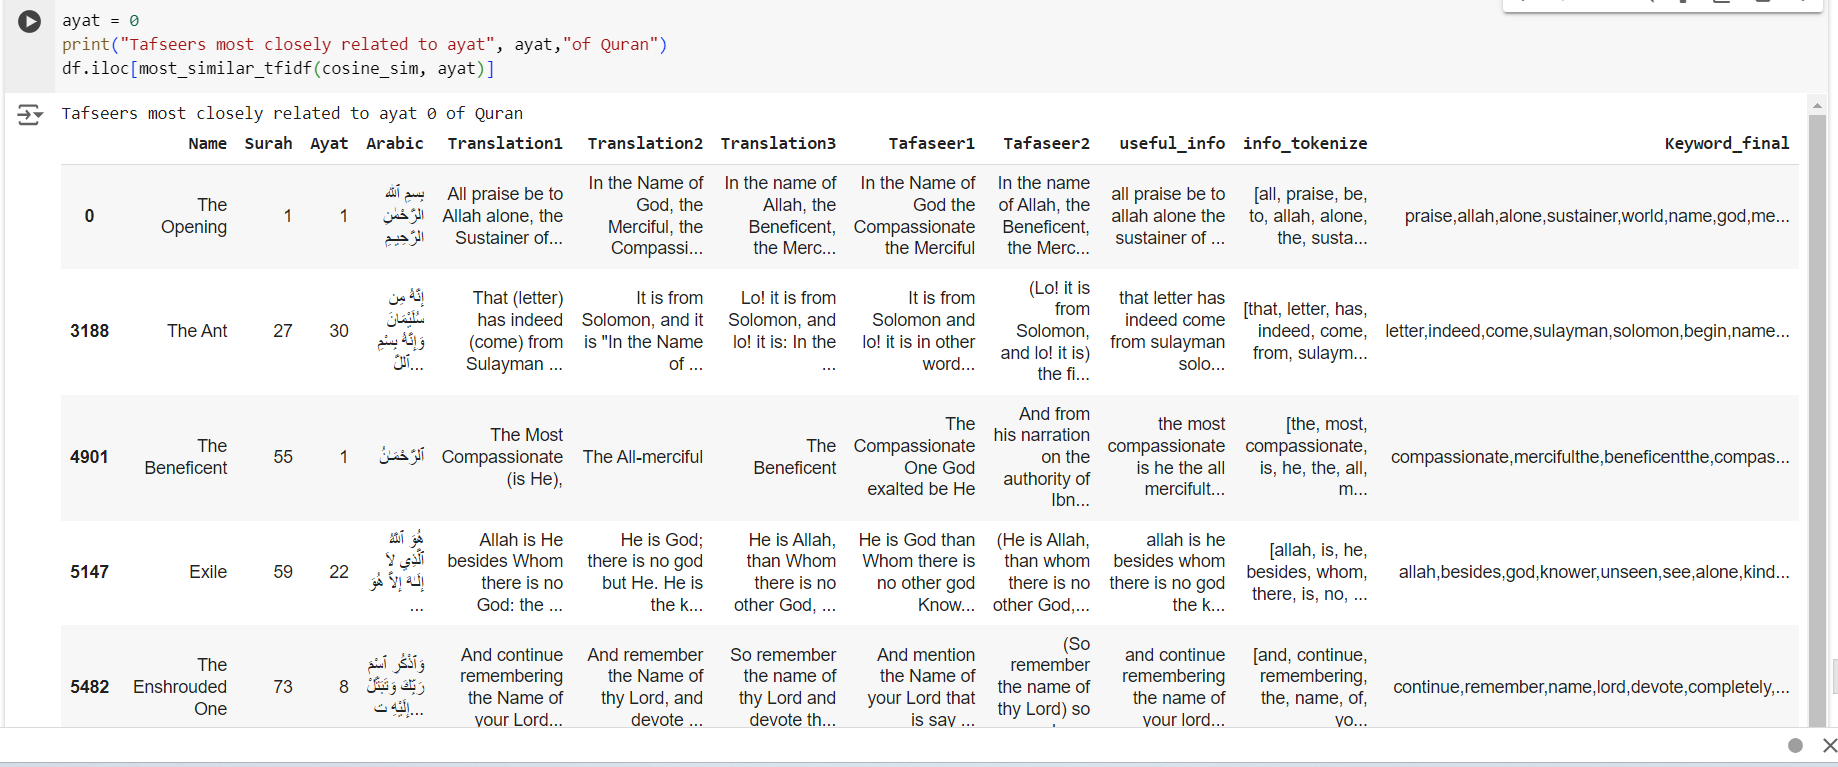 ayat = 0
print("Tafseers most closely related to ayat", ayat,"of Quran")
df.iloc[most_similar_tfidf(cosine_sim, ayat)]
Tafseers most closely related to ayat 0 of Quran
Name Surah Ayat Arabic Translation1 Translation2 Translation3 Tafaseer1 Tafaseer2 useful_info info_tokenize Keyword_final
0
The
Opening
1
1
بِسمِ ٱلله
الرَّحْمٰنِ
الرَّحِيمِ
All praise be to
Allah alone, the
Sustainer of...
In the Name of
God, the
Merciful, the
Compassi...
In the name of
Allah, the
Beneficent,
the Merc...
In the Name of
God the
Compassionate
the Merciful
In the name
of Allah, the
Beneficent,
the Merc...
all praise be to
allah alone the
sustainer of ...
[all, praise, be,
to, allah, alone,
the, susta...
praise,allah,alone,sustainer,world,name,god,me...
3188
The Ant
27
30
إِنَّهُ مِن
سُلَيْمَانَ
وَإِنَّهُ بِسْمِ
ٱللَّ...
That (letter)
has indeed
(come) from
Sulayman ...
It is from
Solomon, and it
is "In the Name
of ...
Lo! it is from
Solomon, and
lo! it is: In the
...
It is from
Solomon and
lo! it is in other
word...
(Lo! it is
from
Solomon,
and lo! it is)
the fi...
that letter has
indeed come
from sulayman
solo...
[that, letter, has,
indeed, come,
from, sulaym...
letter,indeed,come,sulayman,solomon,begin,name...
4901
The
Beneficent
55
1
ٱلرَّحْمَـٰنُ
The Most
Compassionate
(is He),
The All-merciful
The
Beneficent
The
Compassionate
One God
exalted be He
And from
his narration
on the
authority of
Ibn...
the most
compassionate
is he the all
mercifult...
[the, most,
compassionate,
is, he, the, all,
m...
compassionate,mercifulthe,beneficentthe,compas...
5147
Exile
59
22
هُوَ ٱللَّهُ
ٱلَّذِي لاَ
إِلَـٰهَ إِلاَّ هُوَ
...
Allah is He
besides Whom
there is no
God: the ...
He is God;
there is no god
but He. He is
the k...
He is Allah,
than Whom
there is no
other God, ...
He is God than
Whom there is
no other god
Know...
(He is Allah,
than whom
there is no
other God,...
allah is he
besides whom
there is no god
the k...
[allah, is, he,
besides, whom,
there, is, no, ...
allah,besides,god,knower,unseen,see,alone,kind...
5482
The
Enshrouded
One
73
8
وَٱذْكُرِ ٱسْمَ
رَبِّكَ وَتَبَتَّلْ
إِلَيْهِ ت...
And continue
remembering
the Name of
your Lord...
And remember
the Name of
thy Lord, and
devote ...
So remember
the name of
thy Lord and
devote th...
And mention
the Name of
your Lord that
is say ...
(So
remember
the name of
thy Lord) so
and continue
remembering
the name of
your lord...
[and, continue,
remembering,
the, name, of,
yo...
continue,remember,name,lord,devote,completely,...